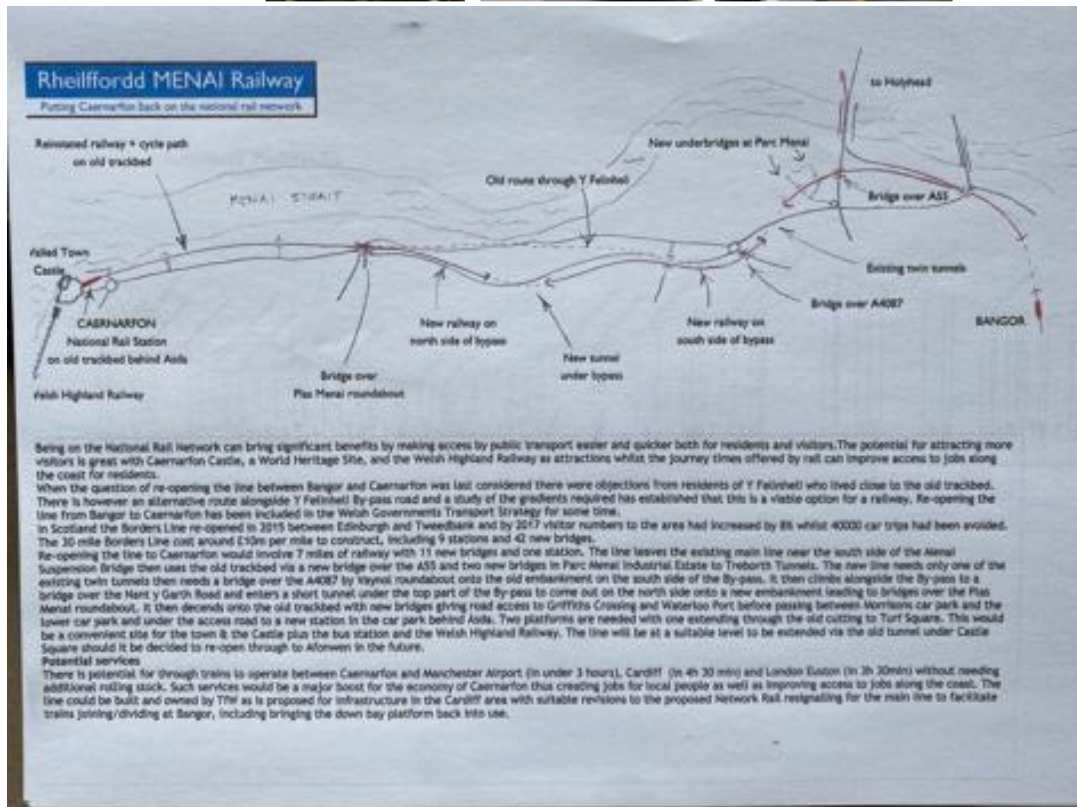 Rheilffordd MENAI Railway
Putting Caernarfon back on the national rail network
to Holyhead
Reinstated railway + cycle path
on old trackbed
New underbridges at Parc Menai
Old route through Y Felinheli
MENAI STRAIT
Bridge over A55
Walled Town
Castle
Existing twin tunnels
Bridge over A4087
CAERNARFON
National Rail Station
on old trackbed behind Asda
New railway on
north side of bypass
New railway on
south side of bypass
BANGOR
New tunnel
under bypass
Bridge over
Plas Menai roundabout
Welsh Highland Railway
Being on the National Rail Network can bring significant benefits by making access by public transport easier and quicker both for residents and visitors.The potential for attracting more
visitors is great with Caernarfon Castle, a World Heritage Site, and the Welsh Highland Railway as attractions whilst the journey times offered by rail can improve access to jobs along
the coast for residents.
When the question of re-opening the line between Bangor and Caernarfon was last considered there were objections from residents of Y Felinheli who lived close to the old trackbed.
There is however an alternative route alongside Y Felinheli By-pass road and a study of the gradients required has established that this is a viable option for a railway. Re-opening the
line from Bangor to Caernarfon has been included in the Welsh Governments Transport Strategy for some time.
In Scotland the Borders Line re-opened in 2015 between Edinburgh and Tweedbank and by 2017 visitor numbers to the area had increased by 8% whilst 40000 car trips had been avoided.
The 30 mile Borders Line cost around £10m per mile to construct, including 9 stations and 42 new bridges.
Re-opening the line to Caernarfon would involve 7 miles of railway with 11 new bridges and one station. The line leaves the existing main line near the south side of the Menai
Suspension Bridge then uses the old trackbed via a new bridge over the A55 and two new bridges in Parc Menai Industrial Estate to Treborth Tunnels. The new line needs only one of the
existing twin tunnels then needs a bridge over the A4087 by Vaynol roundabout onto the old embankment on the south side of the By-pass. It then climbs alongside the By-pass to a
bridge over the Nant y Garth Road and enters a short tunnel under the top part of the By-pass to come out on the north side onto a new embankment leading to bridges over the Plas
Menai roundabout. It then decends onto the old trackbed with new bridges giving road access to Griffiths Crossing and Waterloo Port before passing between Morrisons car park and the
lower car park and under the access road to a new station in the car park behind Asda. Two platforms are needed with one extending through the old cutting to Turf Square. This would
be a convenient site for the town & the Castle plus the bus station and the Welsh Highland Railway. The line will be at a suitable level to be extended via the old tunnel under Castle
Square should it be decided to re-open through to Afonwen in the future.
Potential services
There is potential for through trains to operate between Caernarfon and Manchester Airport (in under 3 hours), Cardiff (in 4h 30 min) and London Euston (in 3h 30min) without needing
additional rolling stock. Such services would be a major boost for the economy of Caernarfon thus creating jobs for local people as well as improving access to jobs along the coast. The
line could be built and owned by TfW as is proposed for infrastructure in the Cardiff area with suitable revisions to the proposed Network Rail resignalling for the main line to facilitate
trains joining/dividing at Bangor, including bringing the down bay platform back into use.